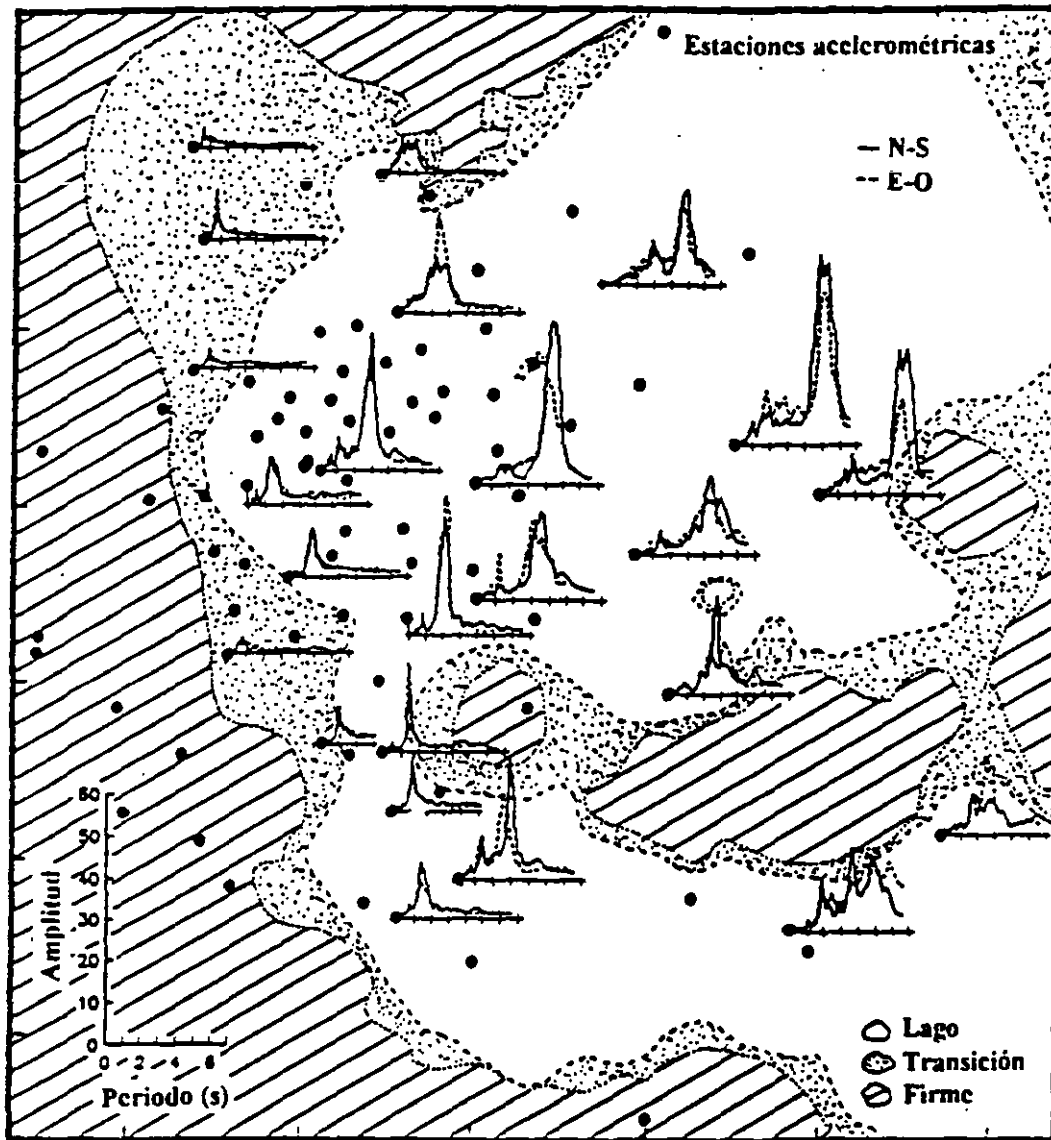 Estaciones acelerométricas
— N-S
-- E-O
60
50
40
30
20
10
0
Amplitud
0 2 4 6
Periodo (s)
Lago
Transición
Firme